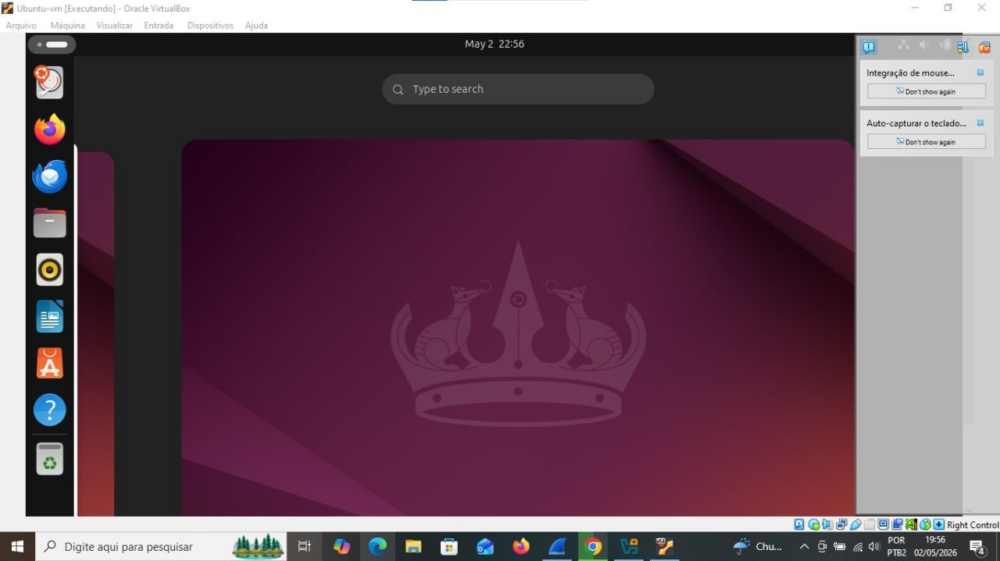 Ubuntu-vm [Executando] - Oracle VirtualBox
Arquivo Máquina Visualizar Entrada Dispositivos Ajuda
May 2 22:56
Type to search
Integração de mouse...
Don't show again
Auto-capturar o teclado...
Don't show again
Right Control
Digite aqui para pesquisar
Chu...
POR
PTB2
19:56
02/05/2026
4